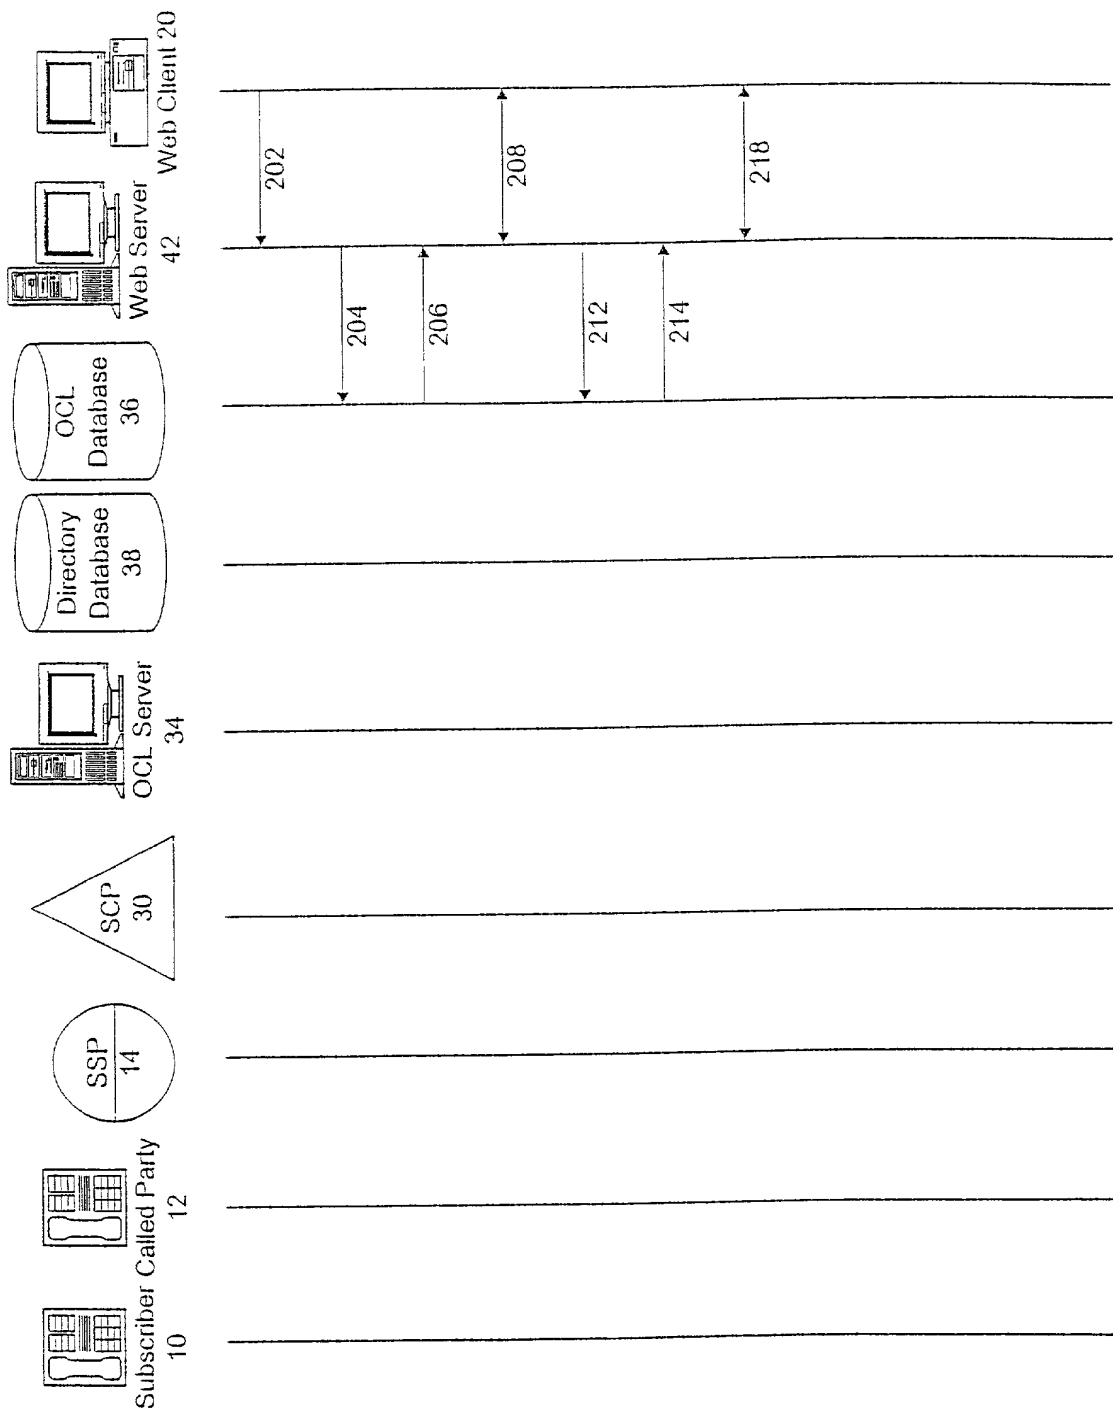 Subscriber
10
Called Party
12
SSP
14
SCP
30
OCL Server
34
Directory
Database
38
OCL
Database
36
Web Server
42
Web Client 20
202
204
206
208
212
214
218